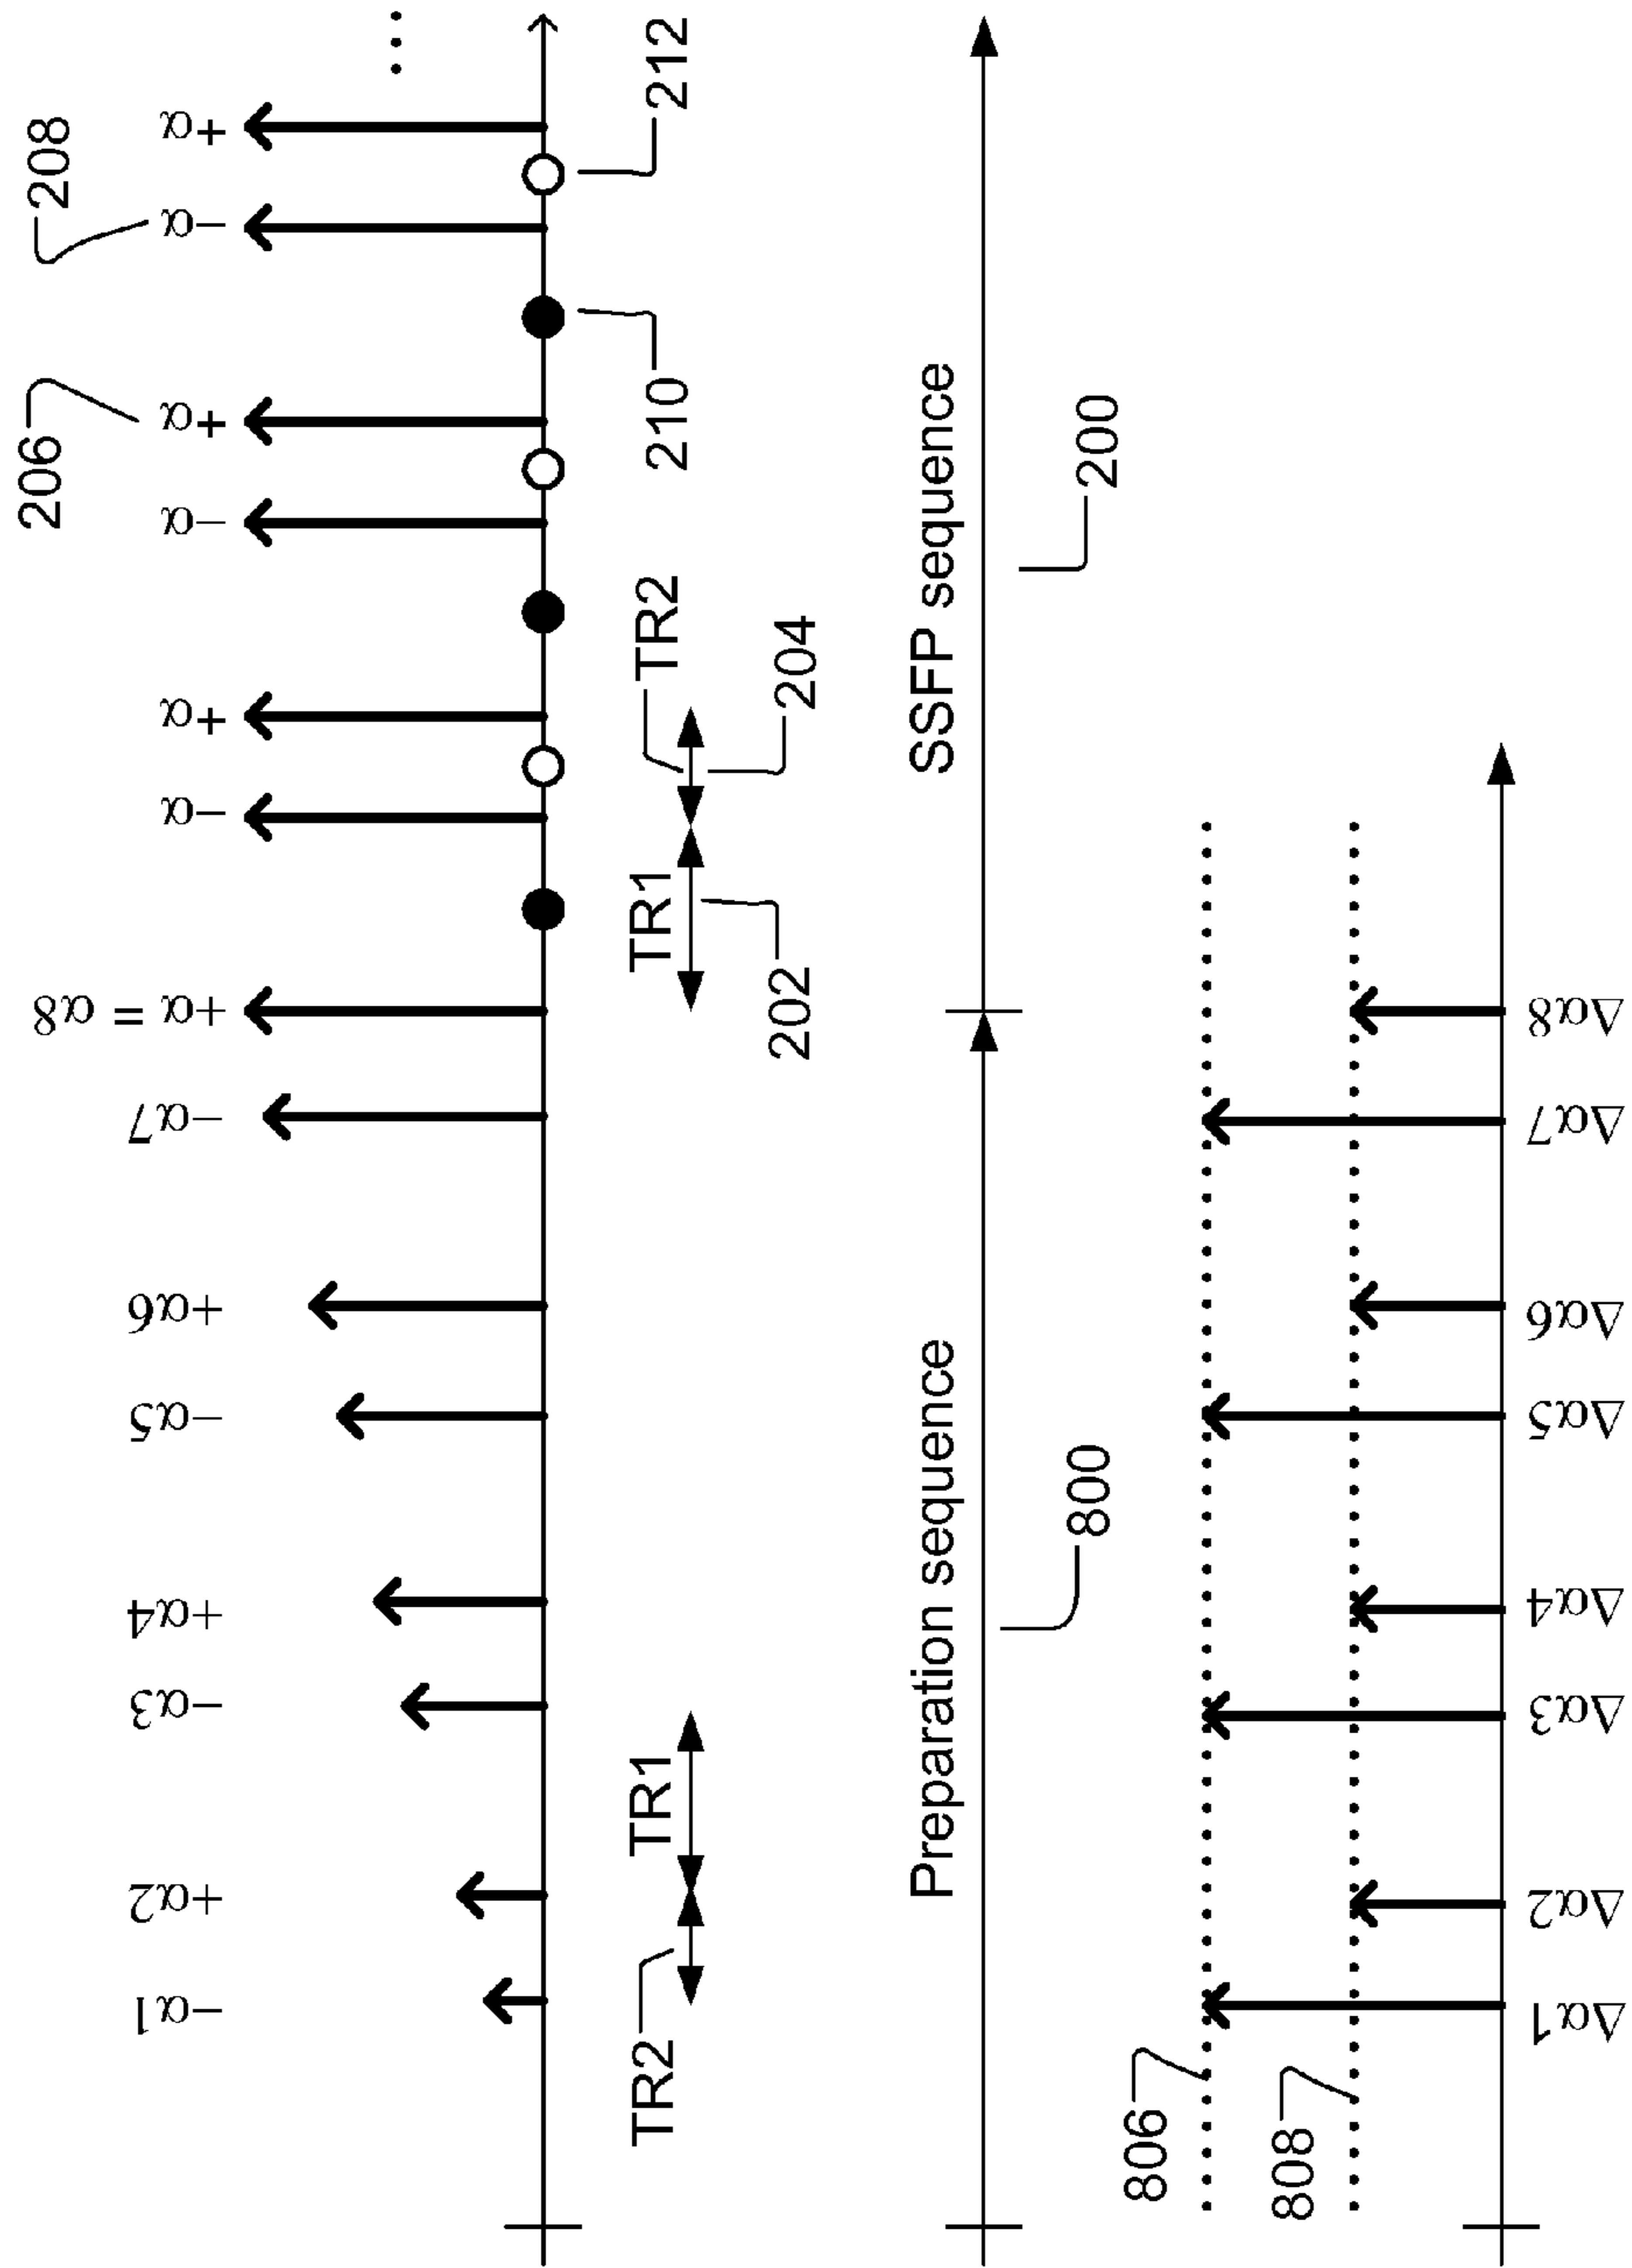 206
208
−α1
+α2
−α3
+α4
−α5
+α6
−α7
+α = α8
−α
+α
−α
+α
−α
+α
...
TR2
TR1
TR1
TR2
210
212
202
204
Preparation sequence
SSFP sequence
800
200
806
808
Δα1
Δα2
Δα3
Δα4
Δα5
Δα6
Δα7
Δα8